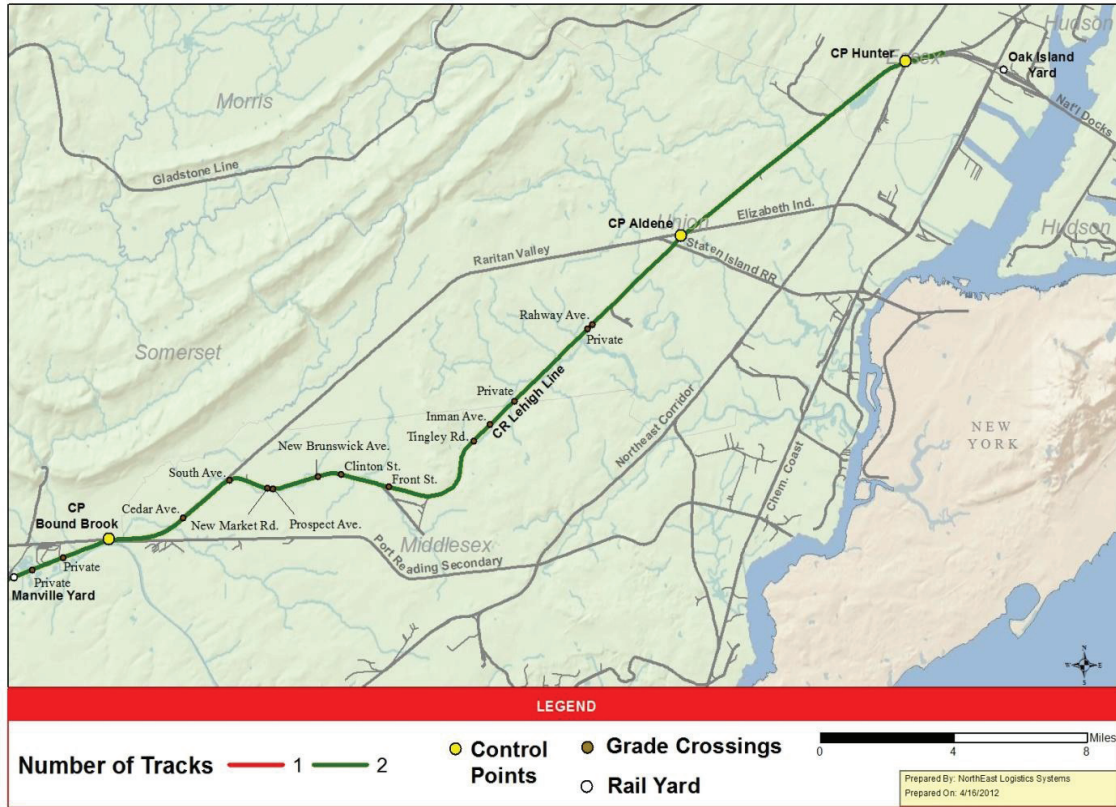 Hudson
CP Hunter
Essex
Oak Island
Yard
Nat'l Docks
Morris
Gladstone Line
Hudson
CP Aldene
Union
Elizabeth Ind.
Staten Island RR
Raritan Valley
Rahway Ave.
Private
Somerset
Private
Inman Ave.
CR Lehigh Line
Tingley Rd.
Northeast Corridor
NEW
YORK
New Brunswick Ave.
Clinton St.
South Ave.
Front St.
Chem. Coast
Cedar Ave.
New Market Rd.
Prospect Ave.
CP
Bound Brook
Middlesex
Port Reading Secondary
Private
Private
Manville Yard
N
W
E
S
LEGEND
Number of Tracks 1 2
Control
Points
Grade Crossings
Rail Yard
Miles
0 4 8
Prepared By: NorthEast Logistics Systems
Prepared On: 4/16/2012